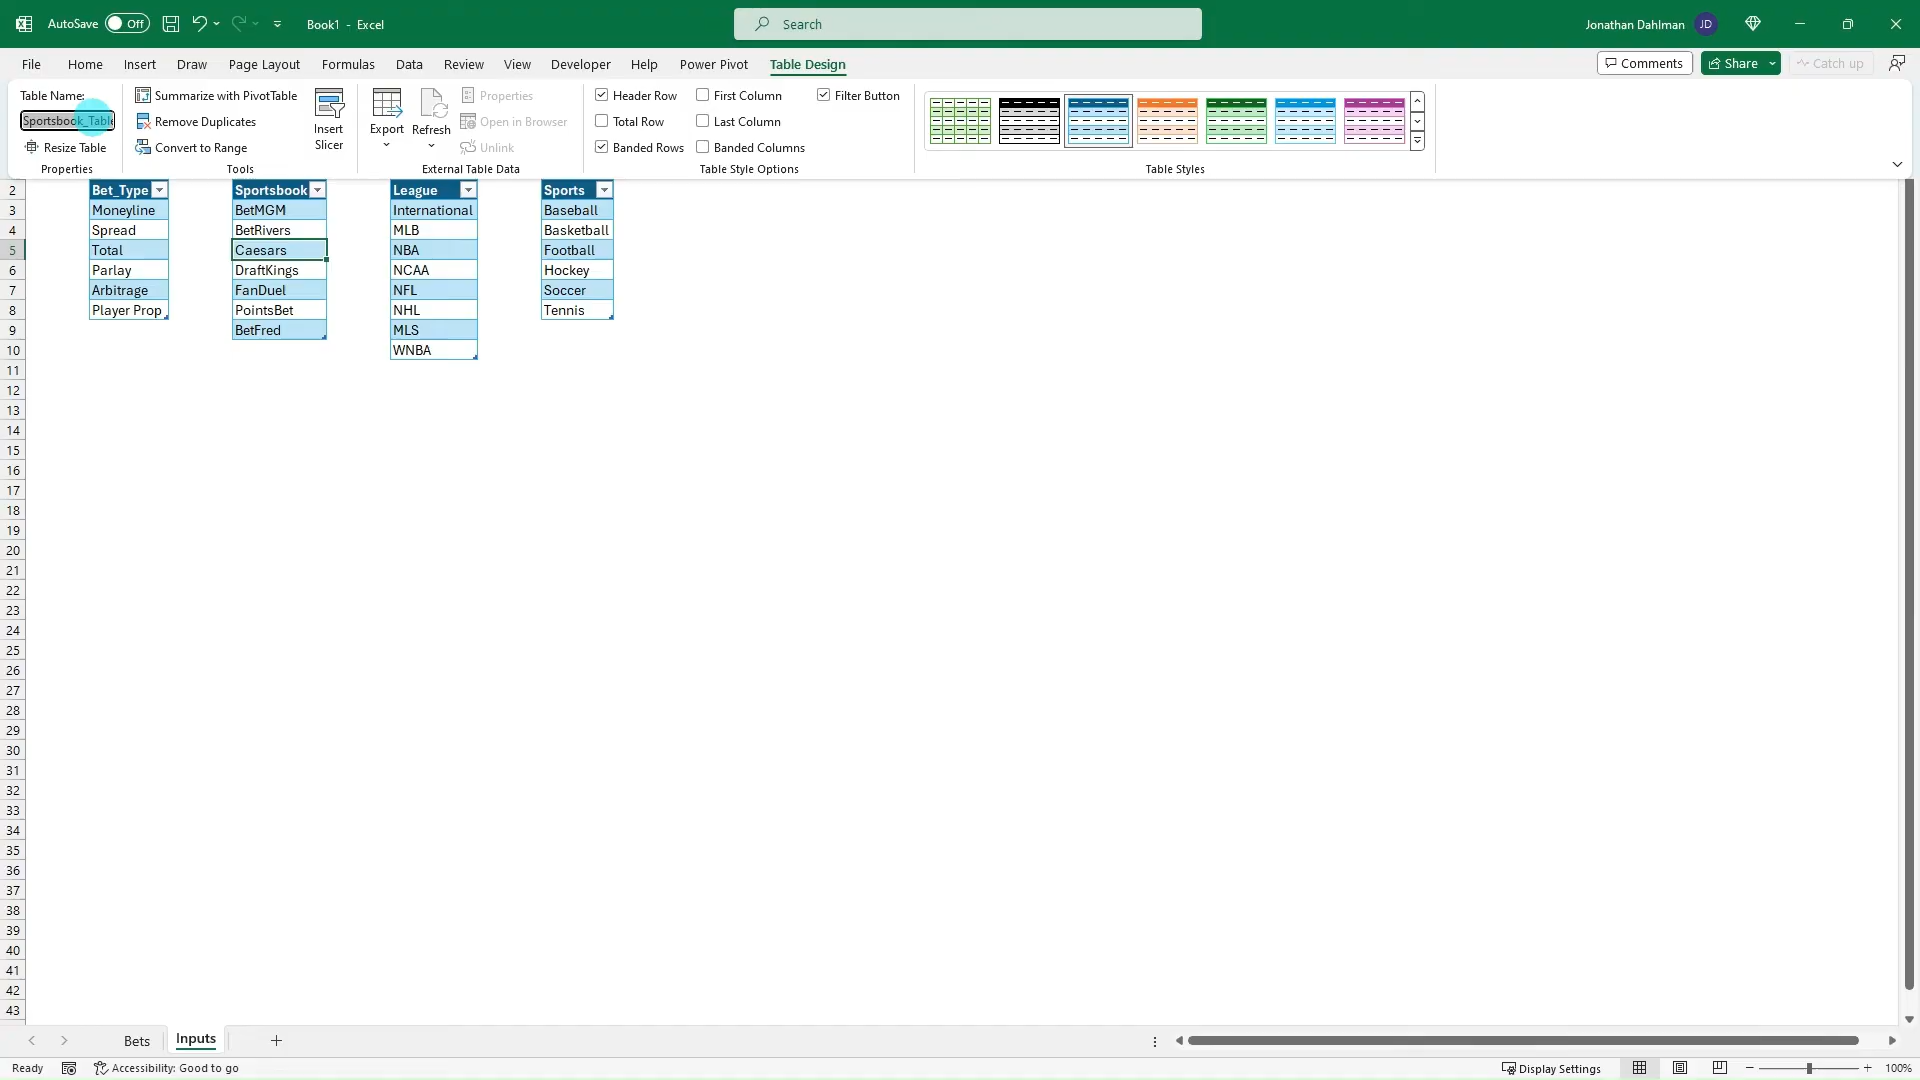 AutoSave Off Book1 - Excel Search Jonathan Dahlman JD
File Home Insert Draw Page Layout Formulas Data Review View Developer Help Power Pivot Table Design Comments Share Catch up
Table Name:
Sportsbook_Table
Resize Table
Properties
Summarize with PivotTable
Remove Duplicates
Convert to Range
Insert
Slicer
Tools
Export
Refresh
Properties
Open in Browser
Unlink
External Table Data
Header Row First Column Filter Button
Total Row Last Column
Banded Rows Banded Columns
Table Style Options
Table Styles
2 Bet_Type Sportsbook League Sports
3 Moneyline BetMGM International Baseball
4 Spread BetRivers MLB Basketball
5 Total Caesars NBA Football
6 Parlay DraftKings NCAA Hockey
7 Arbitrage FanDuel NFL Soccer
8 Player Prop PointsBet NHL Tennis
9 BetFred MLS
10 WNBA
11
12
13
14
15
16
17
18
19
20
21
22
23
24
25
26
27
28
29
30
31
32
33
34
35
36
37
38
39
40
41
42
43
Bets Inputs
Ready Accessibility: Good to go Display Settings 100%